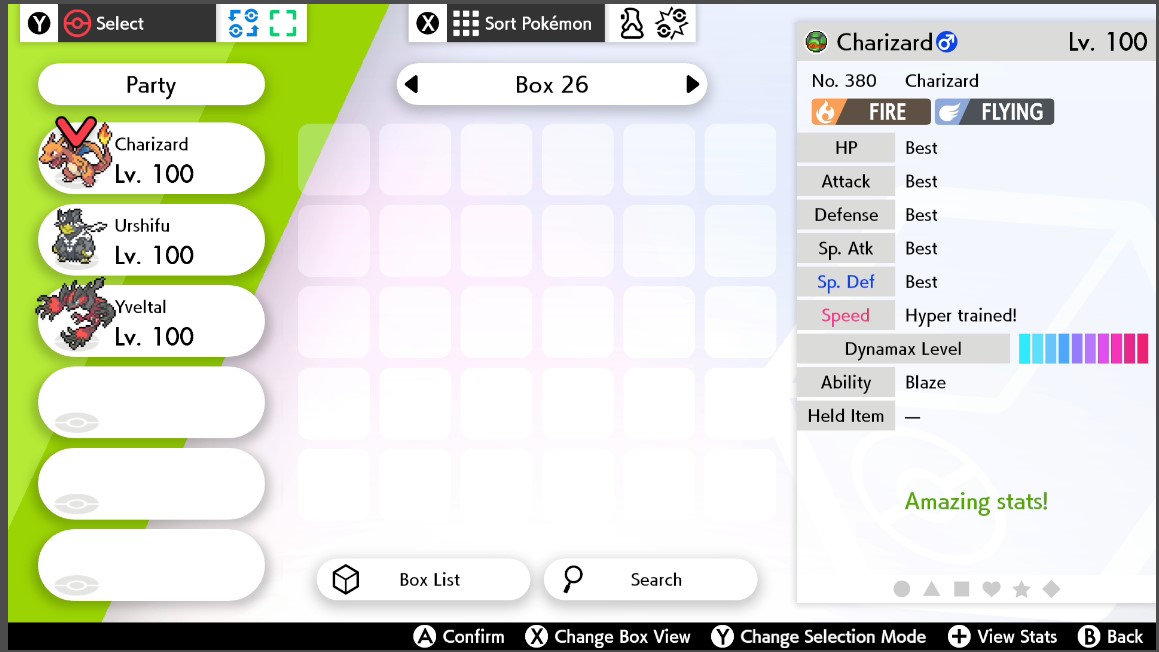 Y Select
X Sort Pokémon
Charizard♂ Lv. 100
Party
Box 26
No. 380 Charizard
FIRE FLYING
Charizard
Lv. 100
Urshifu
Lv. 100
Yveltal
Lv. 100
HP Best
Attack Best
Defense Best
Sp. Atk Best
Sp. Def Best
Speed Hyper trained!
Dynamax Level
Ability Blaze
Held Item —
Amazing stats!
Box List
Search
A Confirm X Change Box View Y Change Selection Mode + View Stats B Back